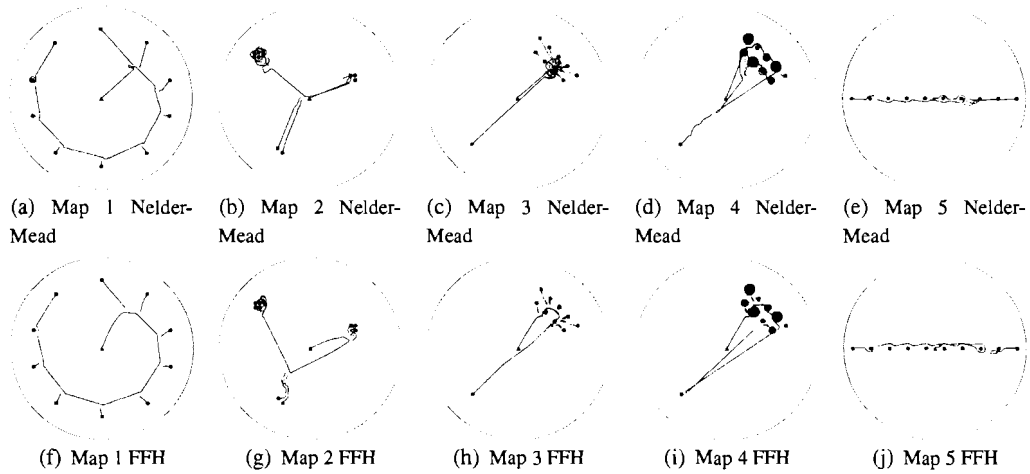 (a) Map 1 Nelder-Mead
(b) Map 2 Nelder-Mead
(c) Map 3 Nelder-Mead
(d) Map 4 Nelder-Mead
(e) Map 5 Nelder-Mead
(f) Map 1 FFH
(g) Map 2 FFH
(h) Map 3 FFH
(i) Map 4 FFH
(j) Map 5 FFH